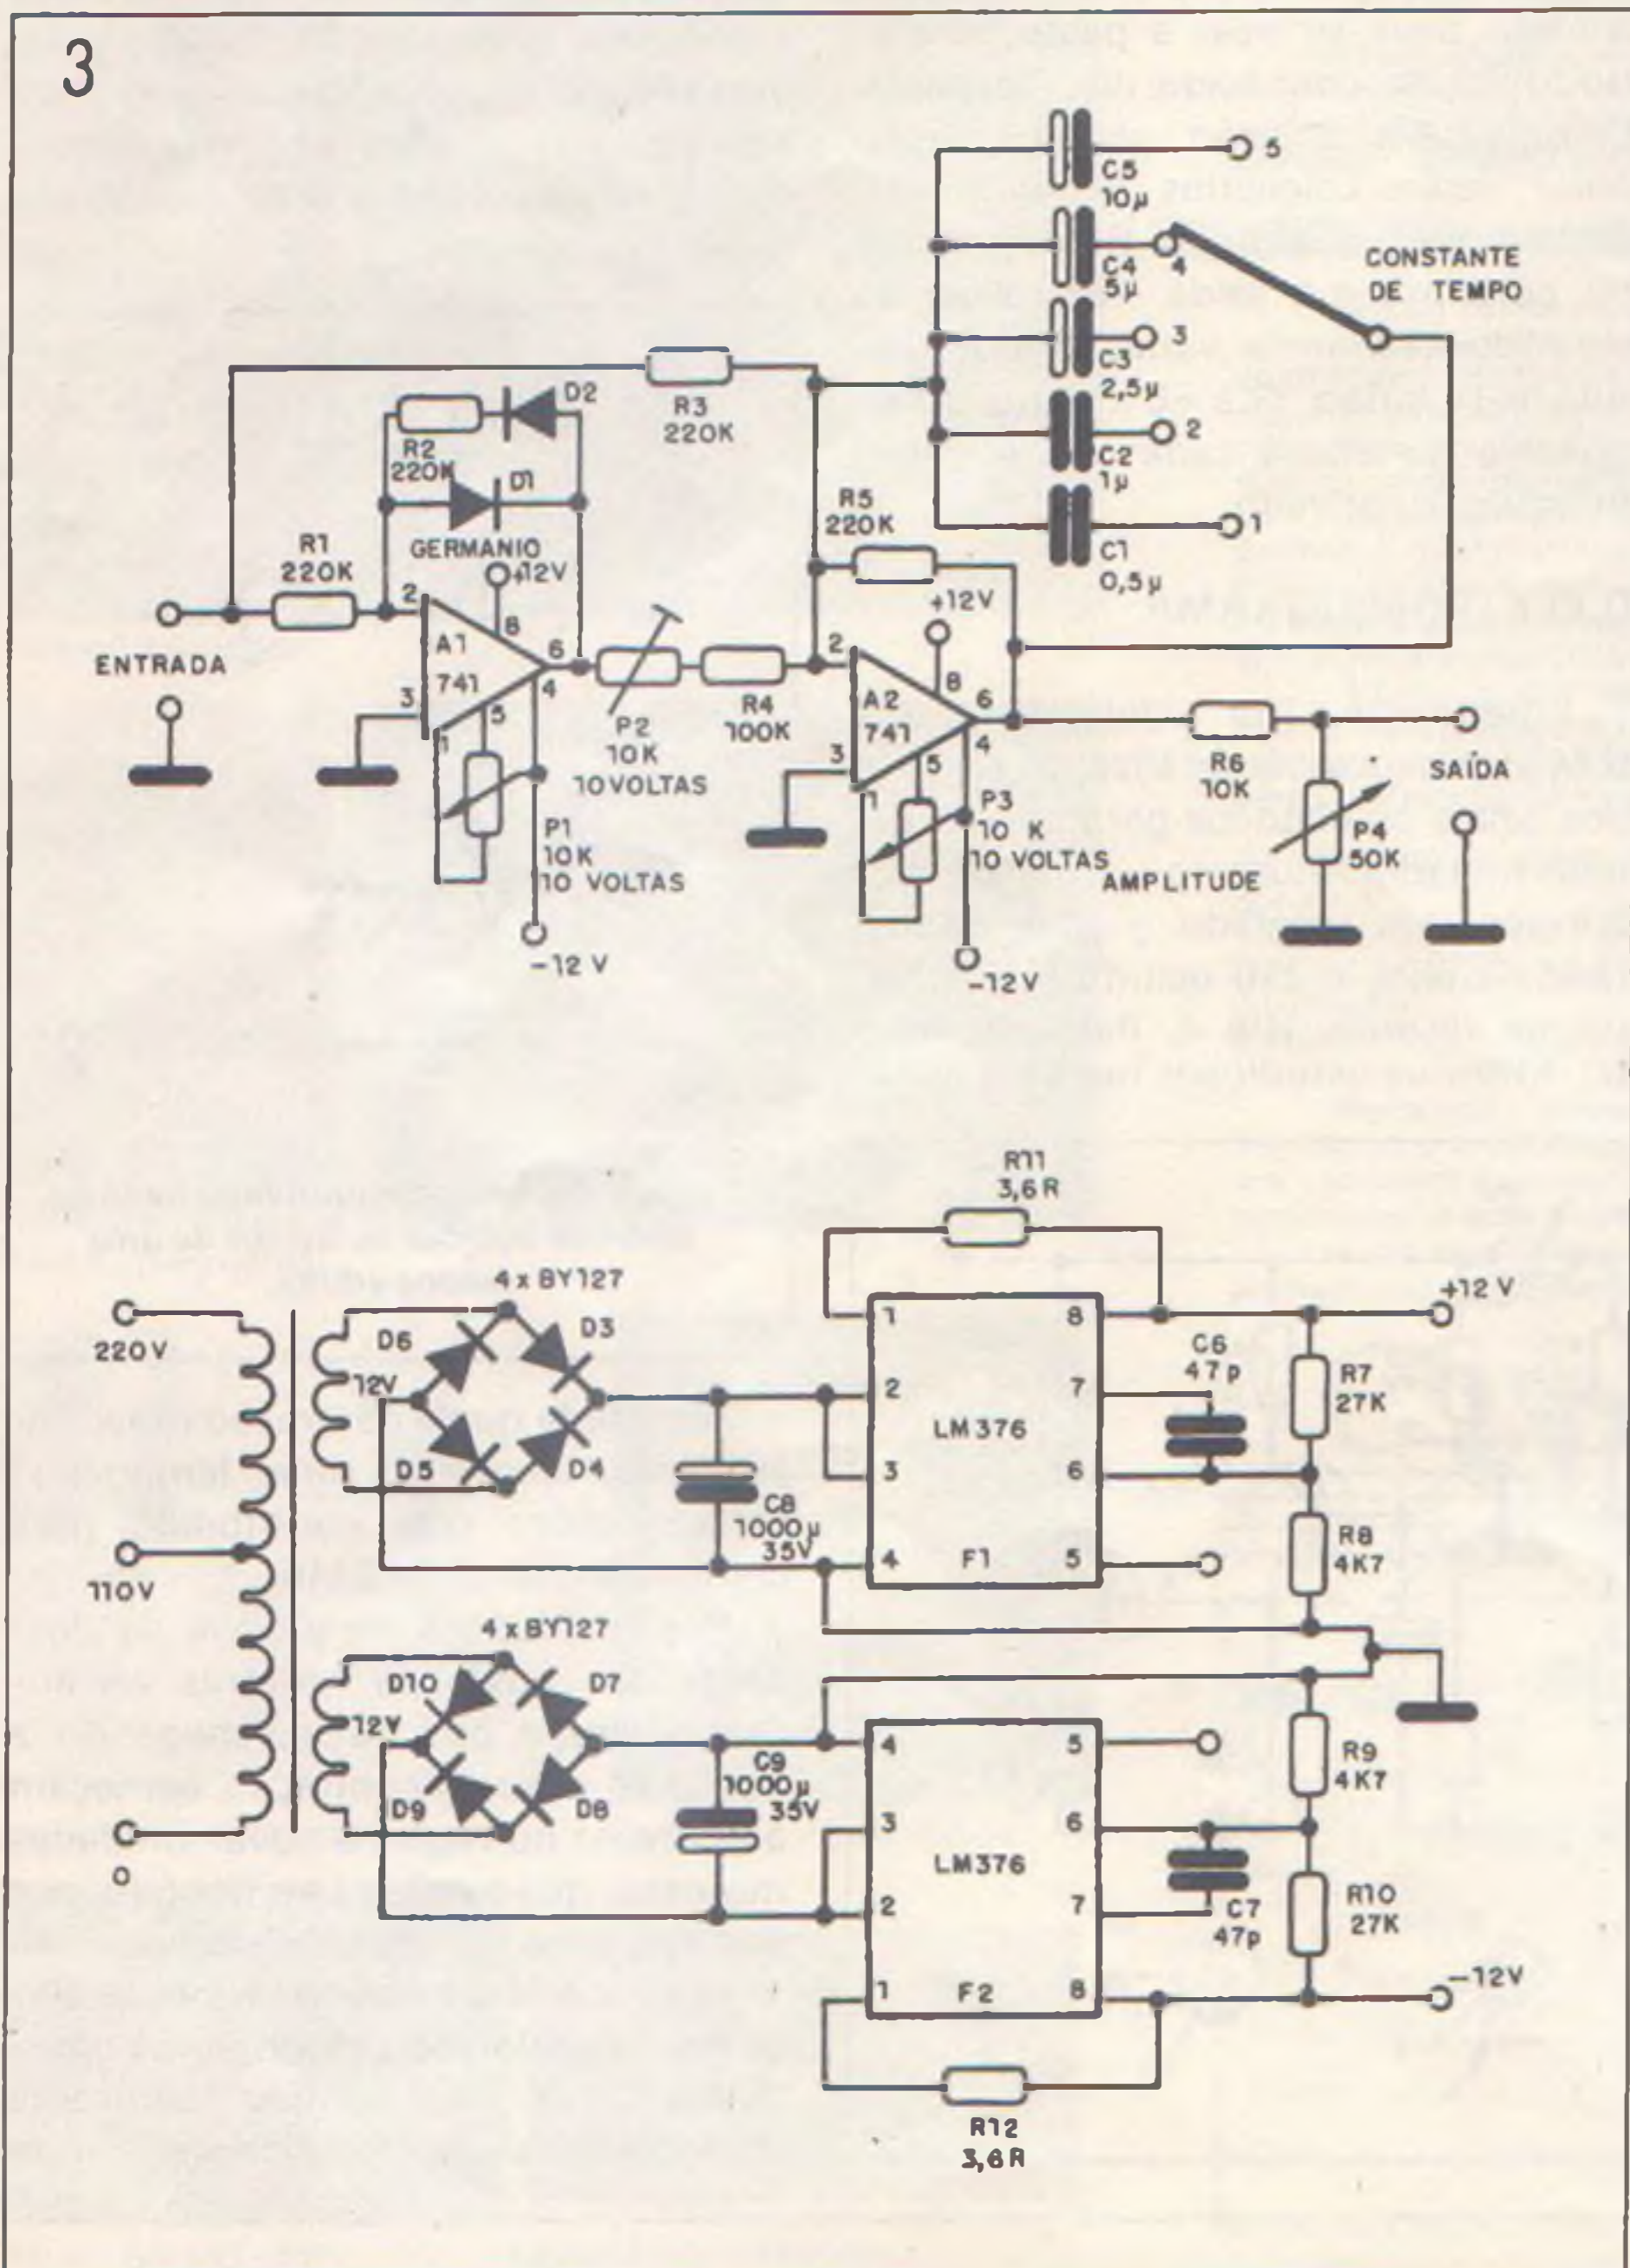 3
C5
10µ
5
C4
5µ
4
CONSTANTE
DE TEMPO
C3
2,5µ
3
C2
1µ
2
C1
0,5µ
1
R3
220K
D2
R2
220K
D1
GERMANIO
+12V
R1
220K
R5
220K
+12V
ENTRADA
2
3
A1
741
8
6
4
5
1
P2
10K
10VOLTAS
R4
100K
2
3
A2
741
8
6
4
5
1
R6
10K
SAÍDA
P1
10K
10 VOLTAS
P3
10 K
10 VOLTAS
AMPLITUDE
P4
50K
-12 V
-12V
R11
3,6R
4 x BY127
+12 V
220V
D6
D3
12V
D5
D4
C8
1000µ
35V
1
2
3
4
LM376
F1
8
7
6
5
C6
47p
R7
27K
R8
4K7
110V
4 x BY127
D10
D7
12V
D9
D8
C9
1000µ
35V
4
3
2
1
LM376
F2
5
6
7
8
R9
4K7
C7
47p
R10
27K
-12V
0
R12
3,6R